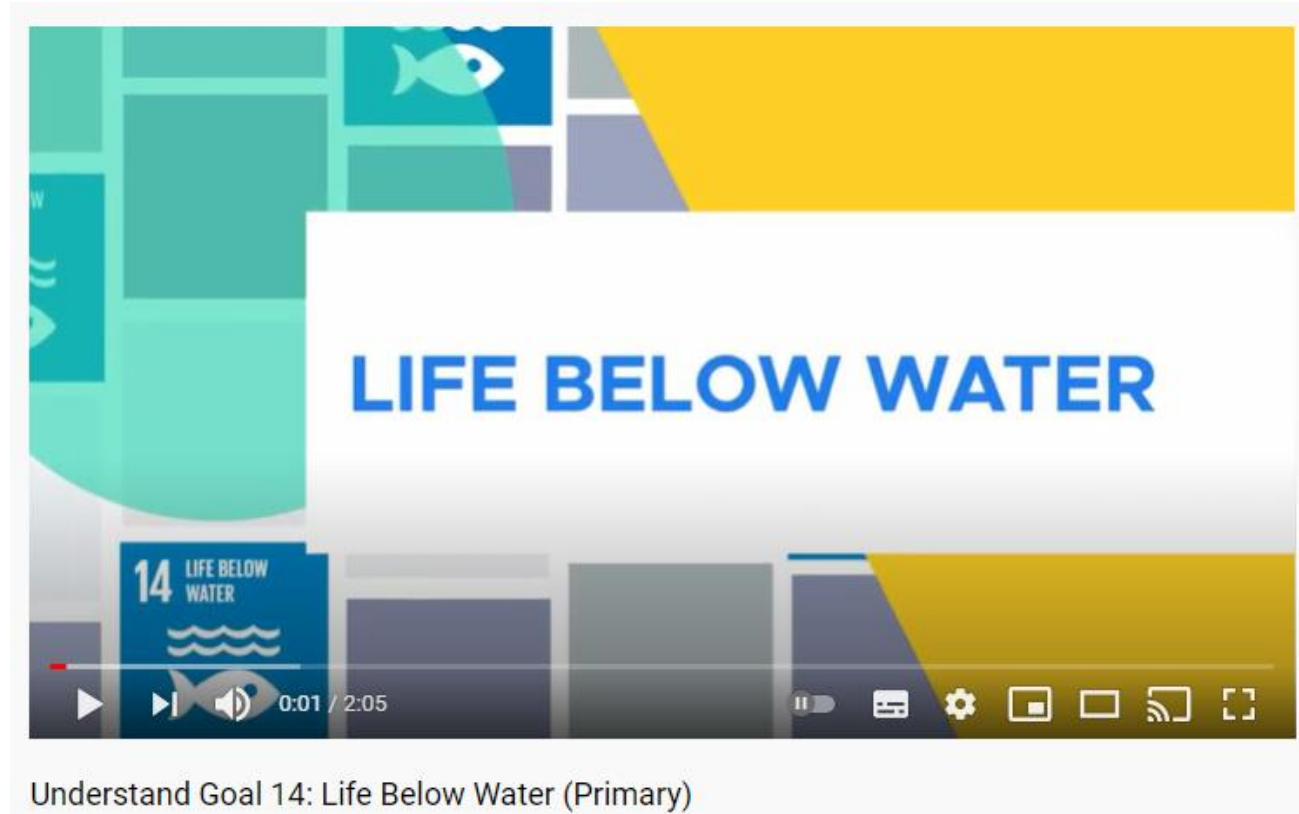 W
LIFE BELOW WATER
14 LIFE BELOW
WATER
0:01 / 2:05
Understand Goal 14: Life Below Water (Primary)